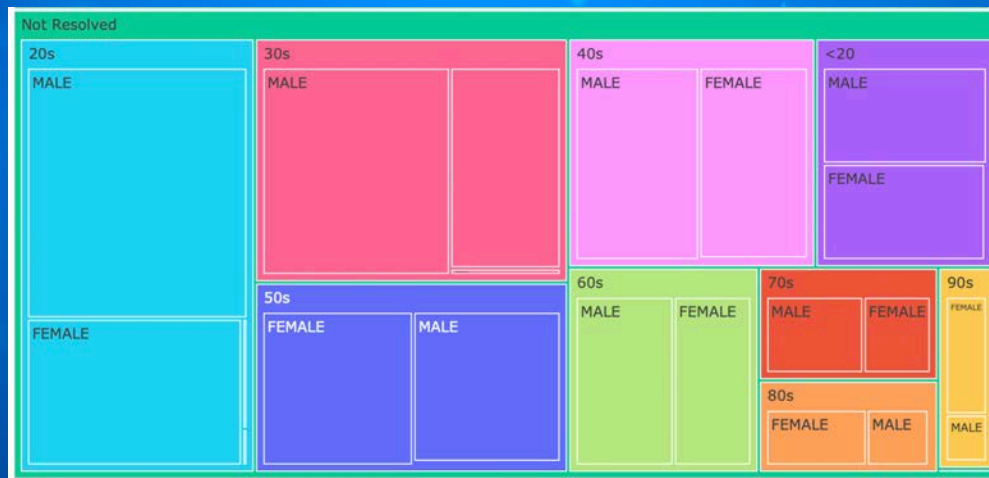 Not Resolved
20s
MALE
FEMALE
30s
MALE
50s
FEMALE
MALE
40s
MALE
FEMALE
<20
MALE
FEMALE
60s
MALE
FEMALE
70s
MALE
FEMALE
80s
FEMALE
MALE
90s
FEMALE
MALE